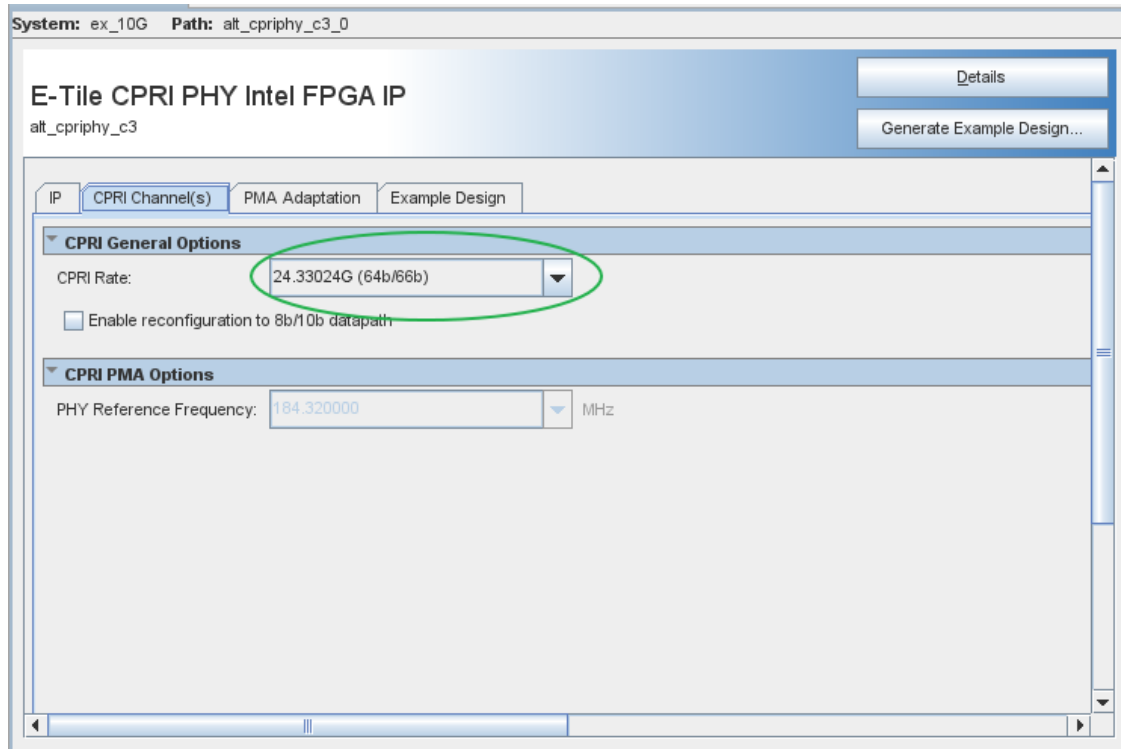 System: ex_10G Path: alt_cpriphy_c3_0
E-Tile CPRI PHY Intel FPGA IP
alt_cpriphy_c3
Details
Generate Example Design...
IP CPRI Channel(s) PMA Adaptation Example Design
CPRI General Options
CPRI Rate: 24.33024G (64b/66b)
Enable reconfiguration to 8b/10b datapath
CPRI PMA Options
PHY Reference Frequency: 184.320000 MHz